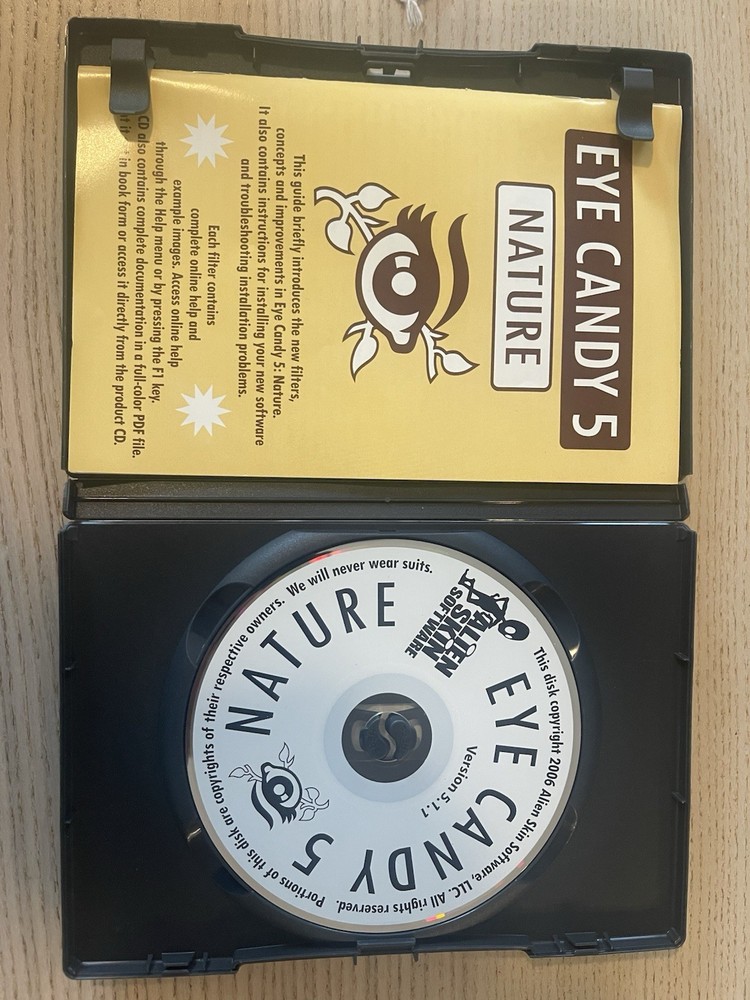 EYE CANDY 5
NATURE
This guide briefly introduces the new filters,
concepts and improvements in Eye Candy 5: Nature.
It also contains instructions for installing your new software
and troubleshooting installation problems.
Each filter contains
complete online help and
example images. Access online help
through the Help menu or by pressing the F1 key.
CD also contains complete documentation in a full-color PDF file.
it in book form or access it directly from the product CD.
ALIEN
SKIN
SOFTWARE
EYE CANDY 5
NATURE
Version 5.1.1
This disk copyright 2006 Alien Skin Software, LLC. All rights reserved. Portions of this disk are copyrights of their respective owners. We will never wear suits.